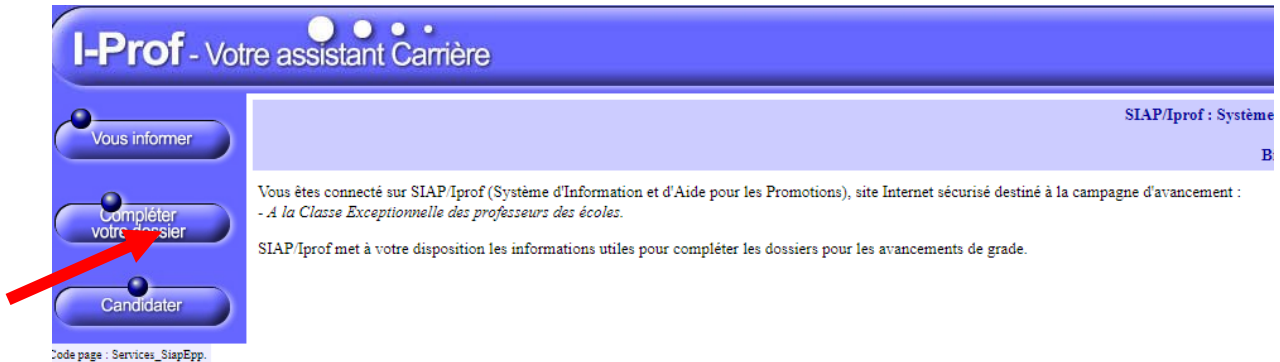 I-Prof - Votre assistant Carrière
Vous informer
SIAP/Iprof : Système
Compléter
votre dossier
Vous êtes connecté sur SIAP/Iprof (Système d'Information et d'Aide pour les Promotions), site Internet sécurisé destiné à la campagne d'avancement :
- A la Classe Exceptionnelle des professeurs des écoles.
SIAP/Iprof met à votre disposition les informations utiles pour compléter les dossiers pour les avancements de grade.
Candidater
Code page : Services_SiapEpp.